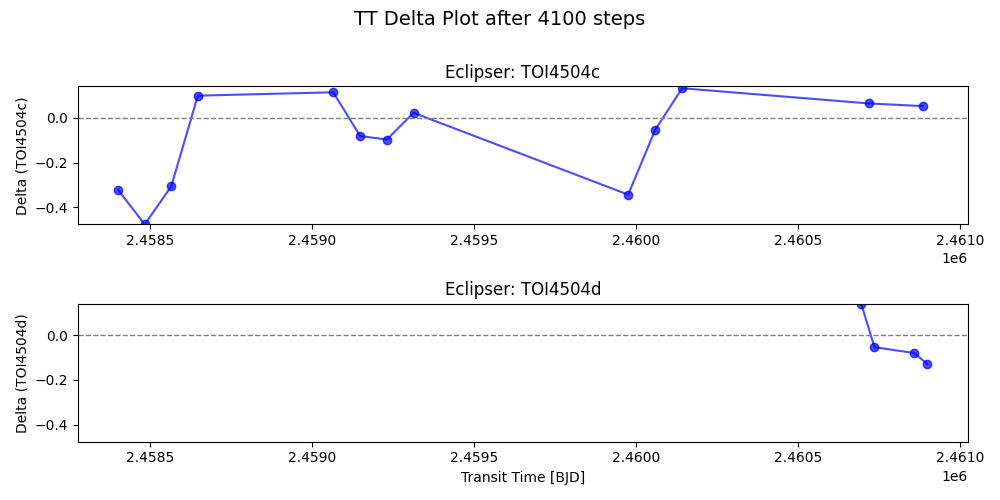 TT Delta Plot after 4100 steps
Eclipser: TOI4504c
Delta (TOI4504c)
0.0
−0.2
−0.4
2.4585 2.4590 2.4595 2.4600 2.4605 2.4610
1e6
Eclipser: TOI4504d
Delta (TOI4504d)
0.0
−0.2
−0.4
2.4585 2.4590 2.4595 2.4600 2.4605 2.4610
1e6
Transit Time [BJD]